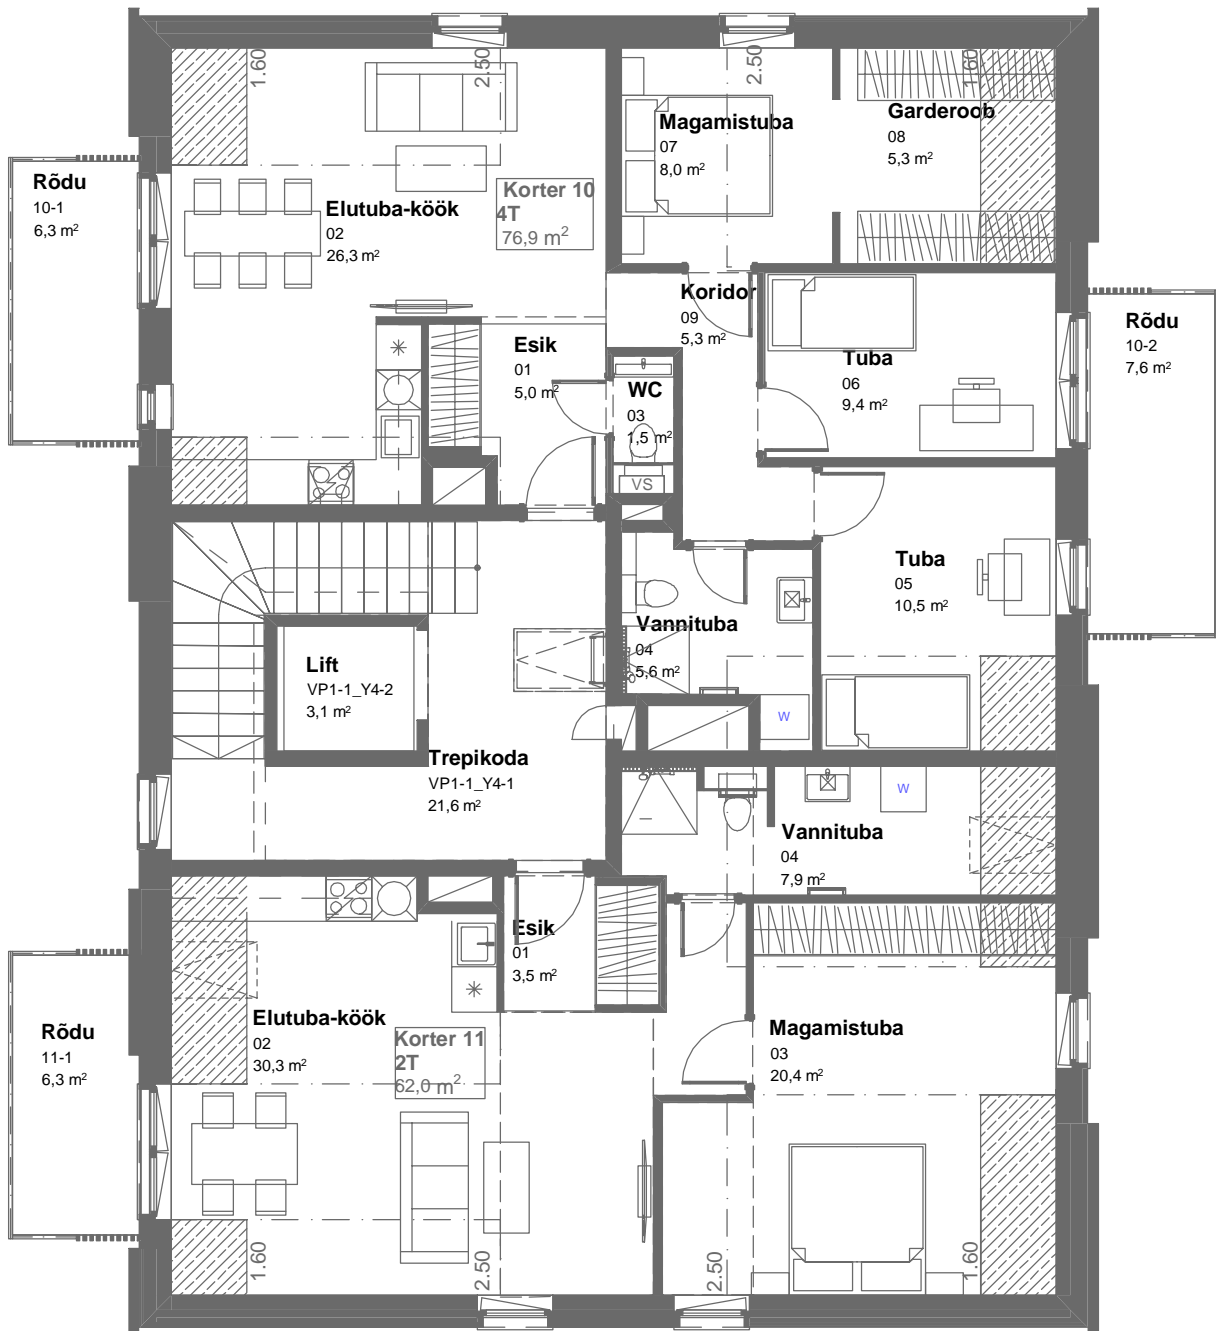 1.60
2.50
2.50
1.60
Magamistuba
07
8,0 m²
Garderoob
08
5,3 m²
Rõdu
10-1
6,3 m²
Elutuba-köök
02
26,3 m²
Korter 10
4T
76,9 m²
Koridor
09
5,3 m²
Rõdu
10-2
7,6 m²
Esik
01
5,0 m²
WC
03
1,5 m²
VS
Tuba
06
9,4 m²
Tuba
05
10,5 m²
Vannituba
04
5,6 m²
W
Lift
VP1-1_Y4-2
3,1 m²
Trepikoda
VP1-1_Y4-1
21,6 m²
W
Vannituba
04
7,9 m²
Esik
01
3,5 m²
Elutuba-köök
02
30,3 m²
Korter 11
2T
62,0 m²
Magamistuba
03
20,4 m²
Rõdu
11-1
6,3 m²
1.60
2.50
2.50
1.60